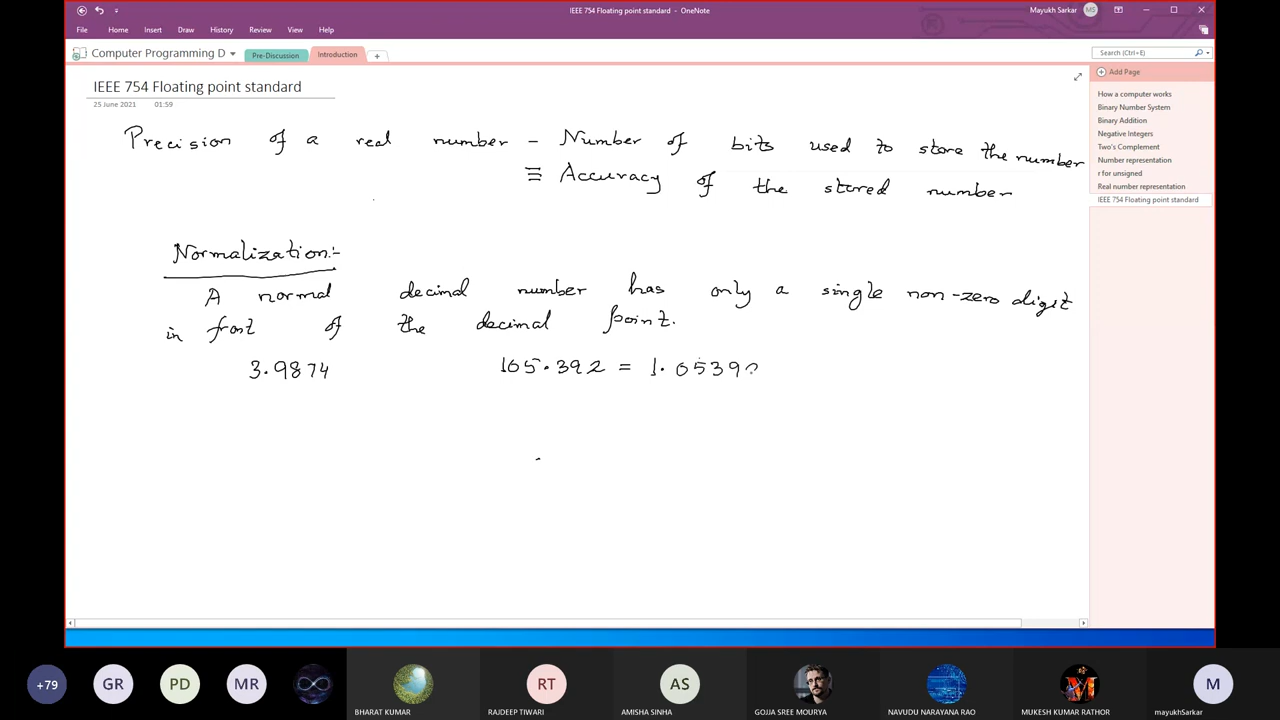 IEEE 754 Floating point standard - OneNote
Mayukh Sarkar MS
File Home Insert Draw History Review View Help
Computer Programming D Pre-Discussion Introduction
Search (Ctrl+E)
Add Page
IEEE 754 Floating point standard
25 June 2021 01:59
Precision of a real number - Number of bits used to store the number
≡ Accuracy of the stored number
Normalization:-
A normal decimal number has only a single non-zero digit
in front of the decimal point.
3.9874 105.392 = 1.05392
How a computer works
Binary Number System
Binary Addition
Negative Integers
Two's Complement
Number representation
r for unsigned
Real number representation
IEEE 754 Floating point standard
+79 GR PD MR RT AS M
BHARAT KUMAR RAJDEEP TIWARI AMISHA SINHA GOJJA SREE MOURYA NAVUDU NARAYANA RAO MUKESH KUMAR RATHOR mayukhSarkar